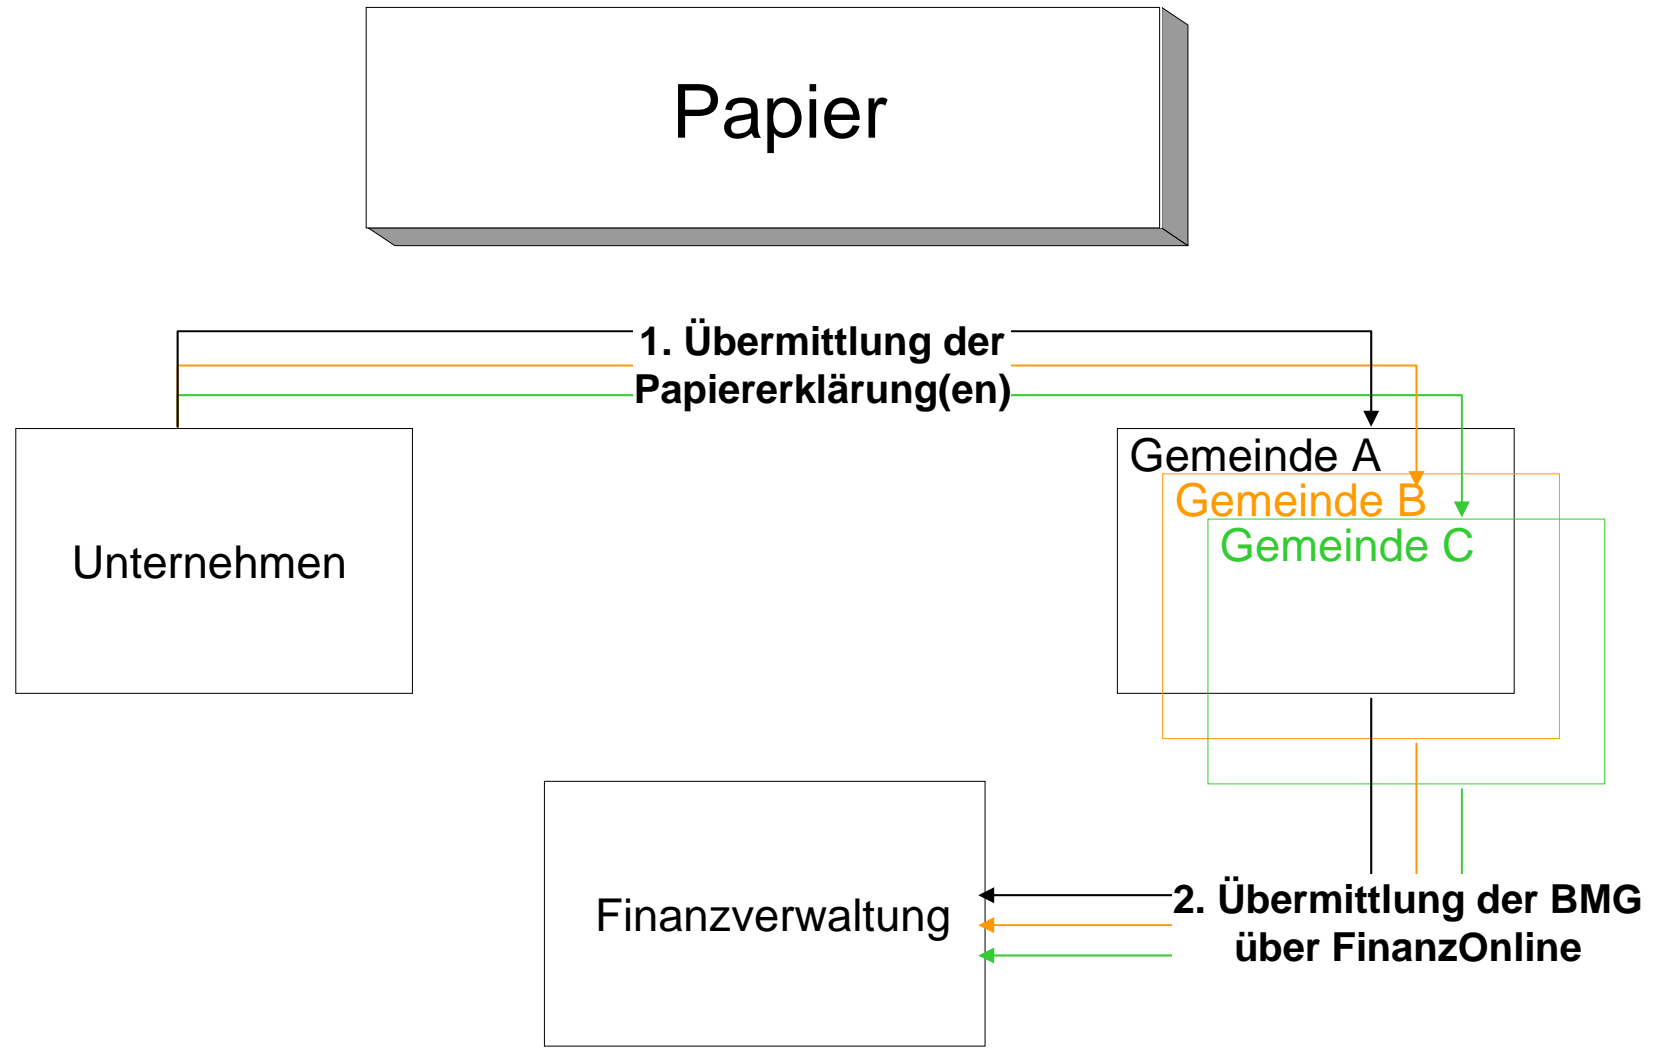 Papier
1. Übermittlung der
Papiererklärung(en)
Gemeinde A
Gemeinde B
Gemeinde C
Unternehmen
Finanzverwaltung
2. Übermittlung der BMG
über FinanzOnline